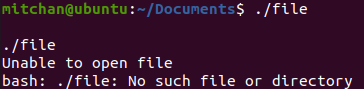 mitchan@ubuntu:~/Documents$ ./file
./file
Unable to open file
bash: ./file: No such file or directory